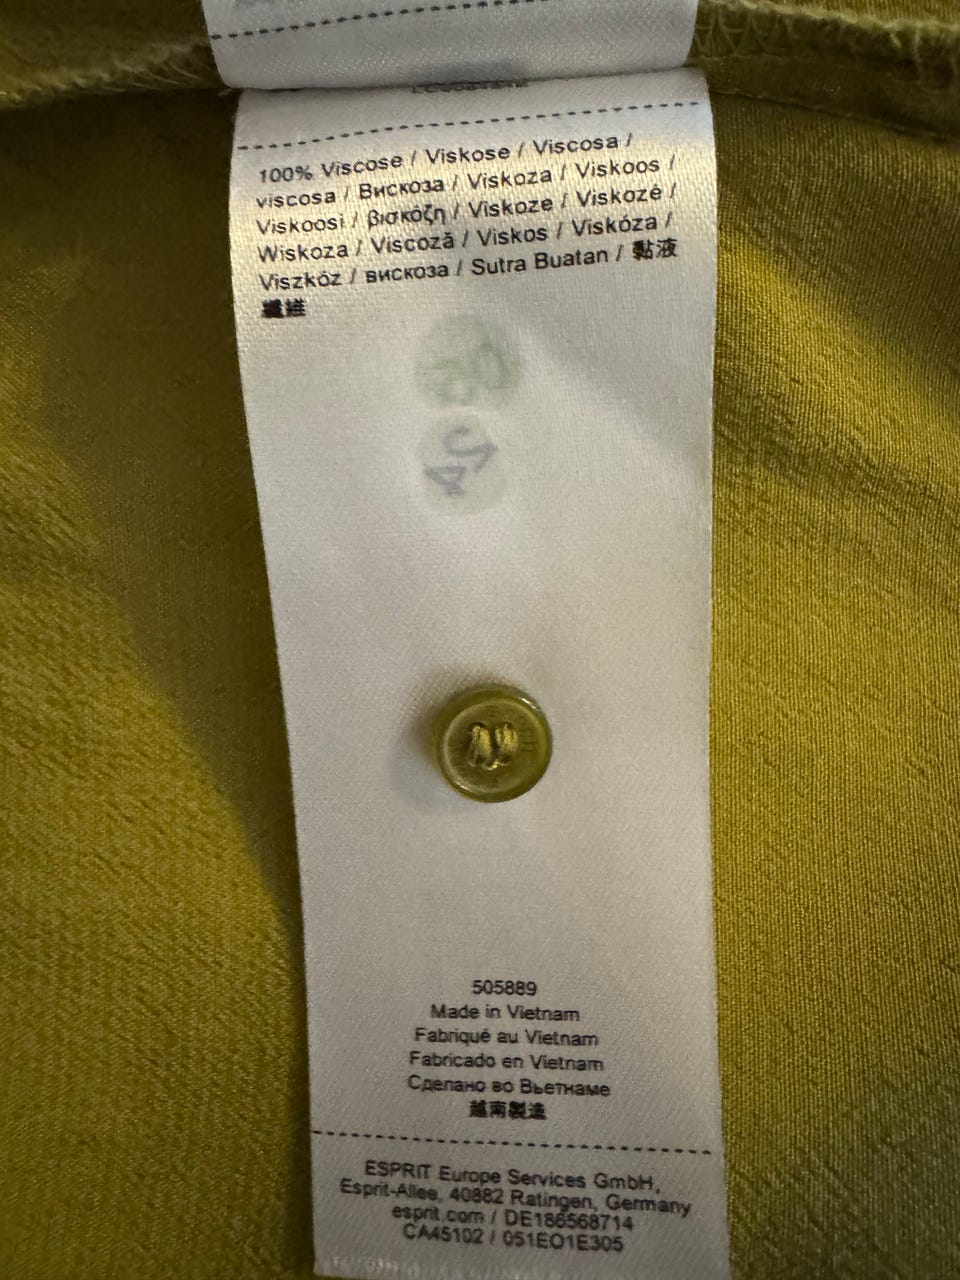 100% Viscose / Viskose / Viscosa /
viscosa / Вискоза / Viskoza / Viskoos /
Viskoosi / βισκόζη / Viskoze / Viskozė /
Wiskoza / Viscoză / Viskos / Viskóza /
Viszkóz / вискоза / Sutra Buatan / 黏液
纖維
505889
Made in Vietnam
Fabriqué au Vietnam
Fabricado en Vietnam
Сделано во Вьетнаме
越南製造
ESPRIT Europe Services GmbH,
Esprit-Allee, 40882 Ratingen, Germany
esprit.com / DE186568714
CA45102 / 051EO1E305